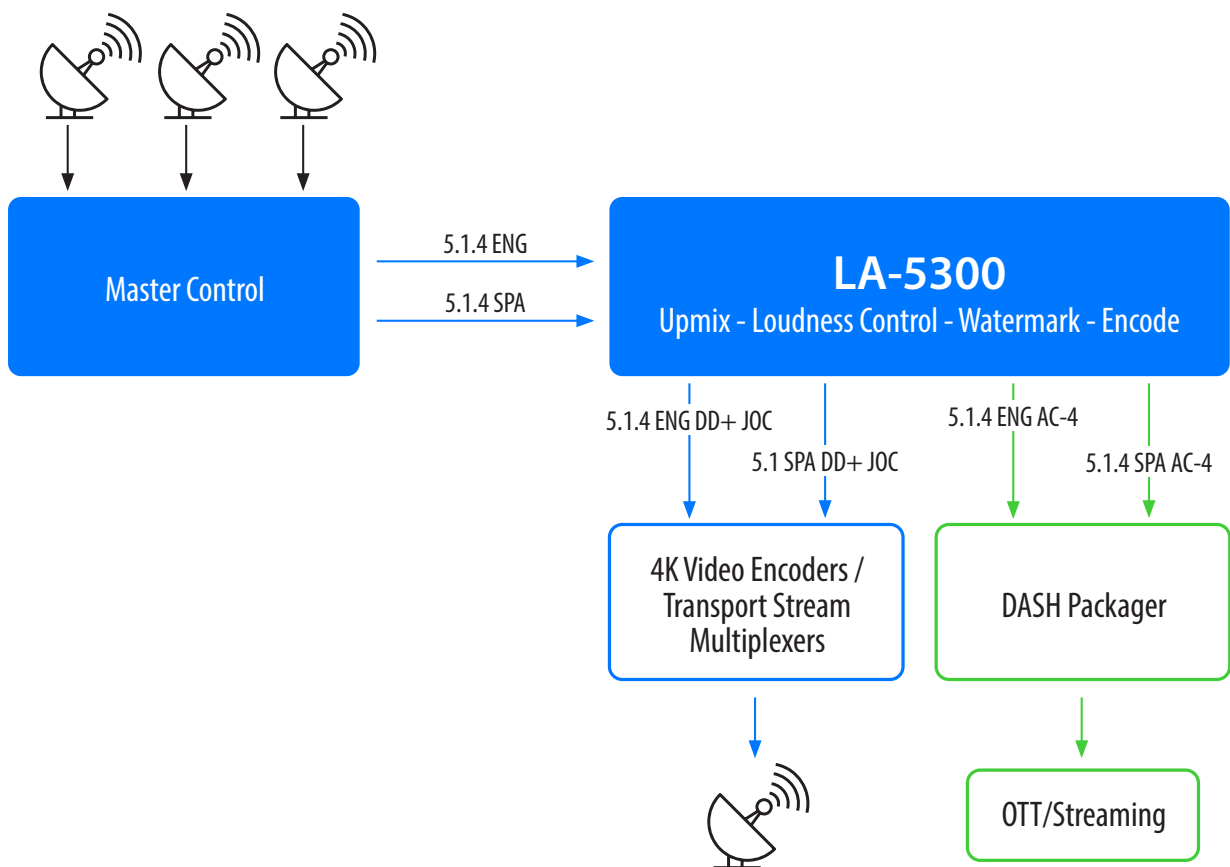 5.1.4 ENG
Master Control
5.1.4 SPA
LA-5300
Upmix - Loudness Control - Watermark - Encode
5.1.4 ENG DD+ JOC
5.1 SPA DD+ JOC
5.1.4 ENG AC-4
5.1.4 SPA AC-4
4K Video Encoders /
Transport Stream
Multiplexers
DASH Packager
OTT/Streaming